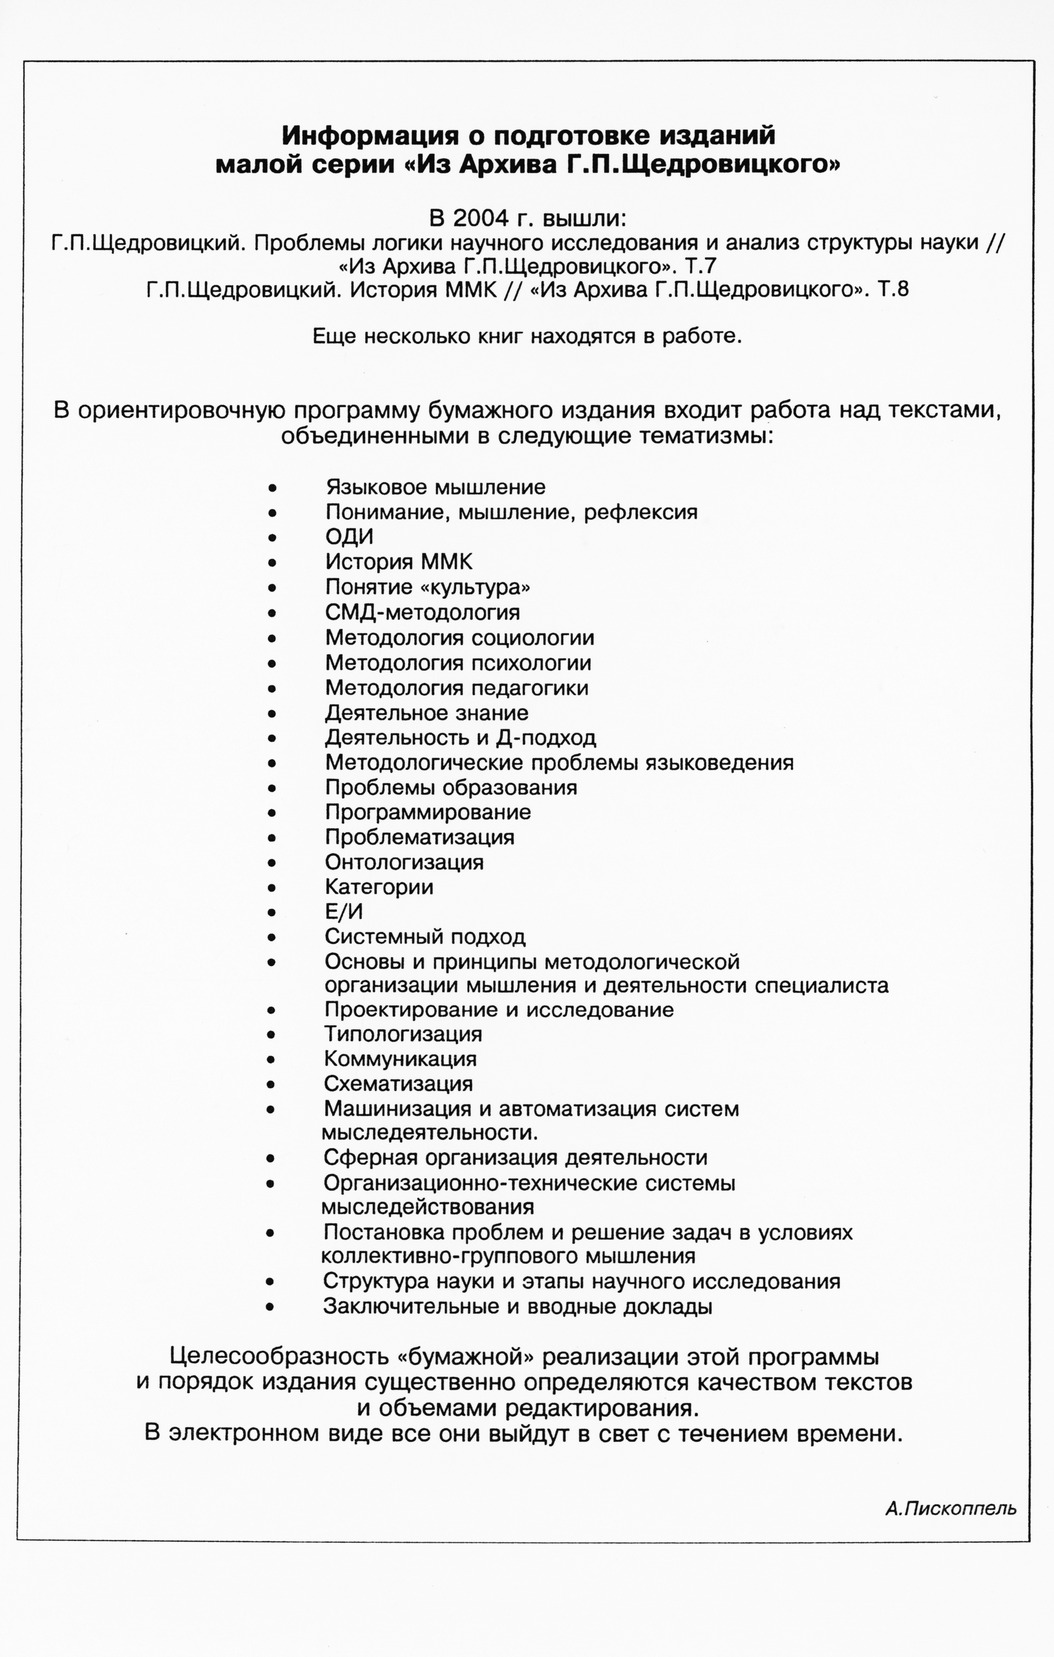 Информация о подготовке изданий
малой серии «Из Архива Г.П.Щедровицкого»
В 2004 г. вышли:
Г.П.Щедровицкий. Проблемы логики научного исследования и анализ структуры науки //
«Из Архива Г.П.Щедровицкого». Т.7
Г.П.Щедровицкий. История ММК // «Из Архива Г.П.Щедровицкого». Т.8
Еще несколько книг находятся в работе.
В ориентировочную программу бумажного издания входит работа над текстами,
объединенными в следующие тематизмы:
• Языковое мышление
• Понимание, мышление, рефлексия
• ОДИ
• История ММК
• Понятие «культура»
• СМД-методология
• Методология социологии
• Методология психологии
• Методология педагогики
• Деятельное знание
• Деятельность и Д-подход
• Методологические проблемы языковедения
• Проблемы образования
• Программирование
• Проблематизация
• Онтологизация
• Категории
• Е/И
• Системный подход
• Основы и принципы методологической
организации мышления и деятельности специалиста
• Проектирование и исследование
• Типологизация
• Коммуникация
• Схематизация
• Машинизация и автоматизация систем
мыследеятельности.
• Сферная организация деятельности
• Организационно-технические системы
мыследействования
• Постановка проблем и решение задач в условиях
коллективно-группового мышления
• Структура науки и этапы научного исследования
• Заключительные и вводные доклады
Целесообразность «бумажной» реализации этой программы
и порядок издания существенно определяются качеством текстов
и объемами редактирования.
В электронном виде все они выйдут в свет с течением времени.
А.Пископпель